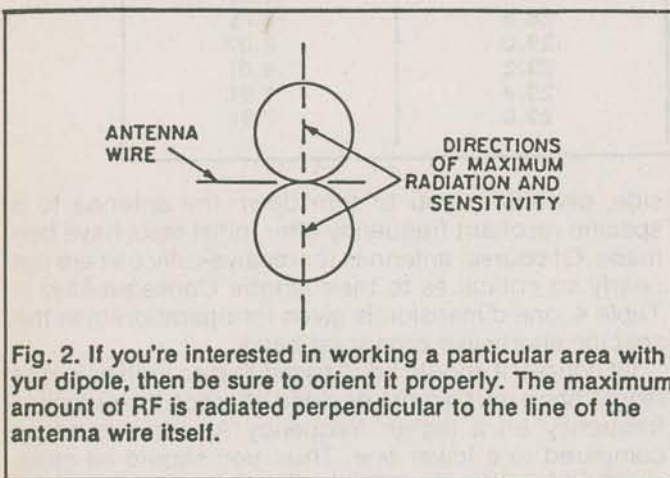 ANTENNA
WIRE
DIRECTIONS
OF MAXIMUM
RADIATION AND
SENSITIVITY
Fig. 2. If you're interested in working a particular area with
yur dipole, then be sure to orient it properly. The maximum
amount of RF is radiated perpendicular to the line of the
antenna wire itself.